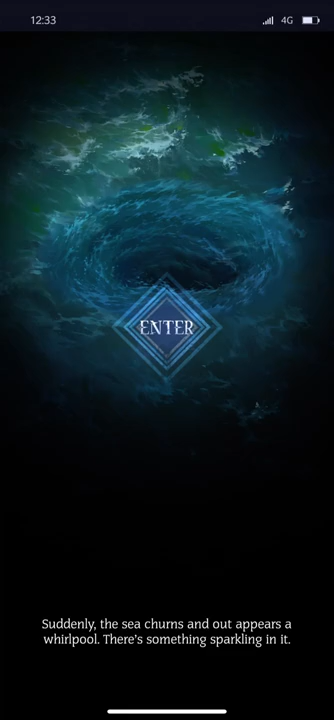 12:33
4G
ENTER
Suddenly, the sea churns and out appears a
whirlpool. There's something sparkling in it.